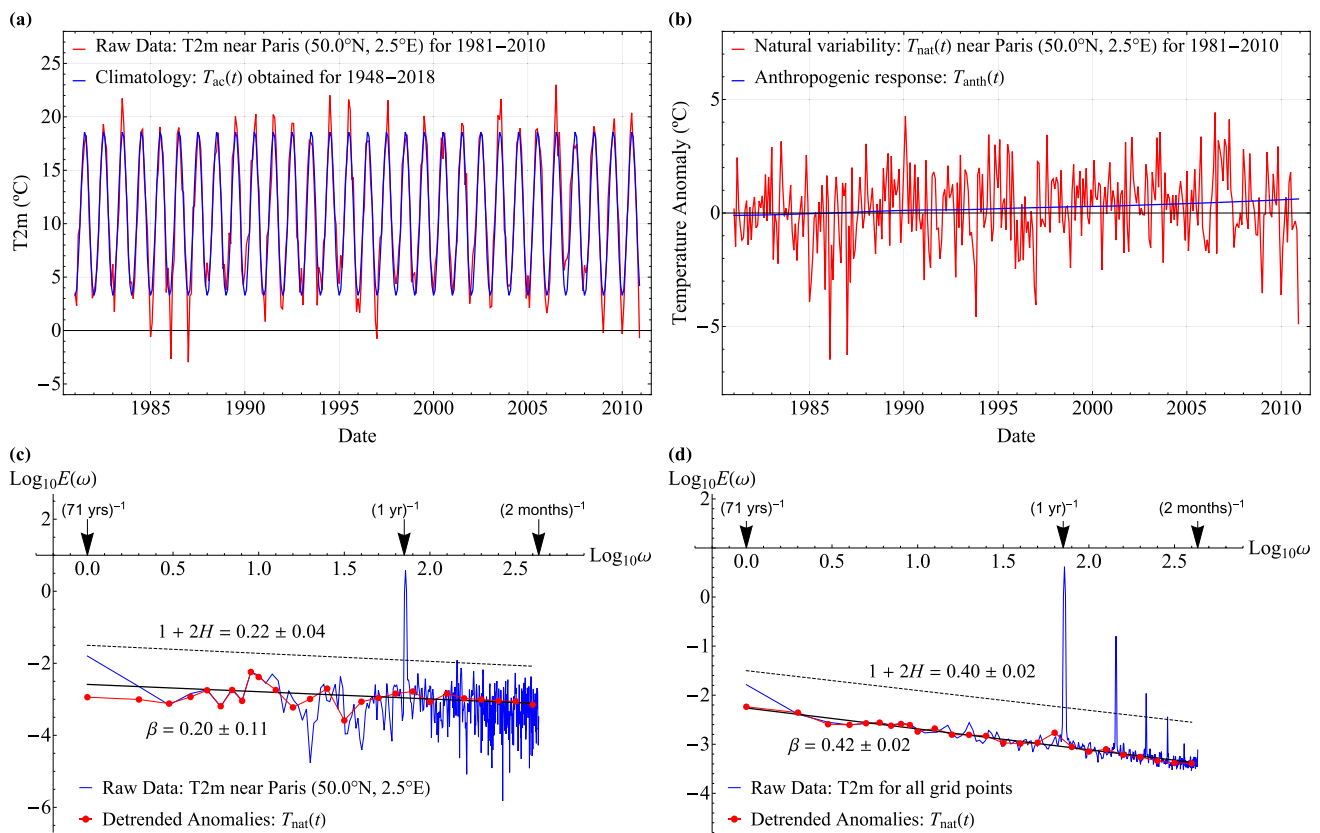 (a)
Raw Data: T2m near Paris (50.0°N, 2.5°E) for 1981−2010
Climatology: Tac(t) obtained for 1948−2018
T2m (ºC)
25
20
15
10
5
0
−5
1985
1990
1995
2000
2005
2010
Date
(b)
Natural variability: Tnat(t) near Paris (50.0°N, 2.5°E) for 1981−2010
Anthropogenic response: Tanth(t)
Temperature Anomaly (ºC)
5
0
−5
1985
1990
1995
2000
2005
2010
Date
(c)
Log10E(ω)
(71 yrs)−1
(1 yr)−1
(2 months)−1
2
Log10ω
0.0
0.5
1.0
1.5
2.0
2.5
0
1 + 2H = 0.22 ± 0.04
−2
β = 0.20 ± 0.11
−4
Raw Data: T2m near Paris (50.0°N, 2.5°E)
−6
Detrended Anomalies: Tnat(t)
(d)
Log10E(ω)
(71 yrs)−1
(1 yr)−1
(2 months)−1
2
Log10ω
0.0
0.5
1.0
1.5
2.0
2.5
0
−1
1 + 2H = 0.40 ± 0.02
−2
β = 0.42 ± 0.02
−3
Raw Data: T2m for all grid points
−4
Detrended Anomalies: Tnat(t)